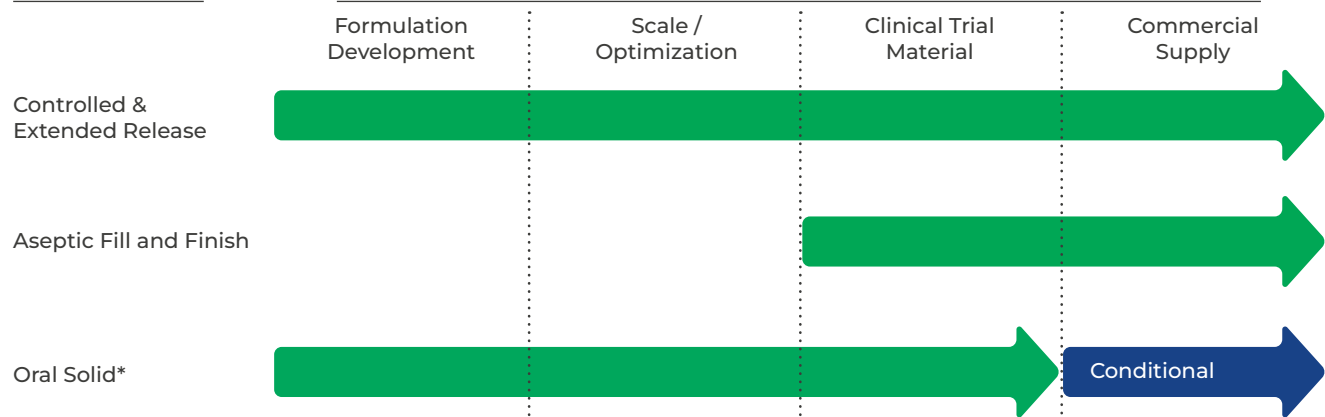 Formulation
Development
Scale /
Optimization
Clinical Trial
Material
Commercial
Supply
Controlled &
Extended Release
Aseptic Fill and Finish
Oral Solid*
Conditional